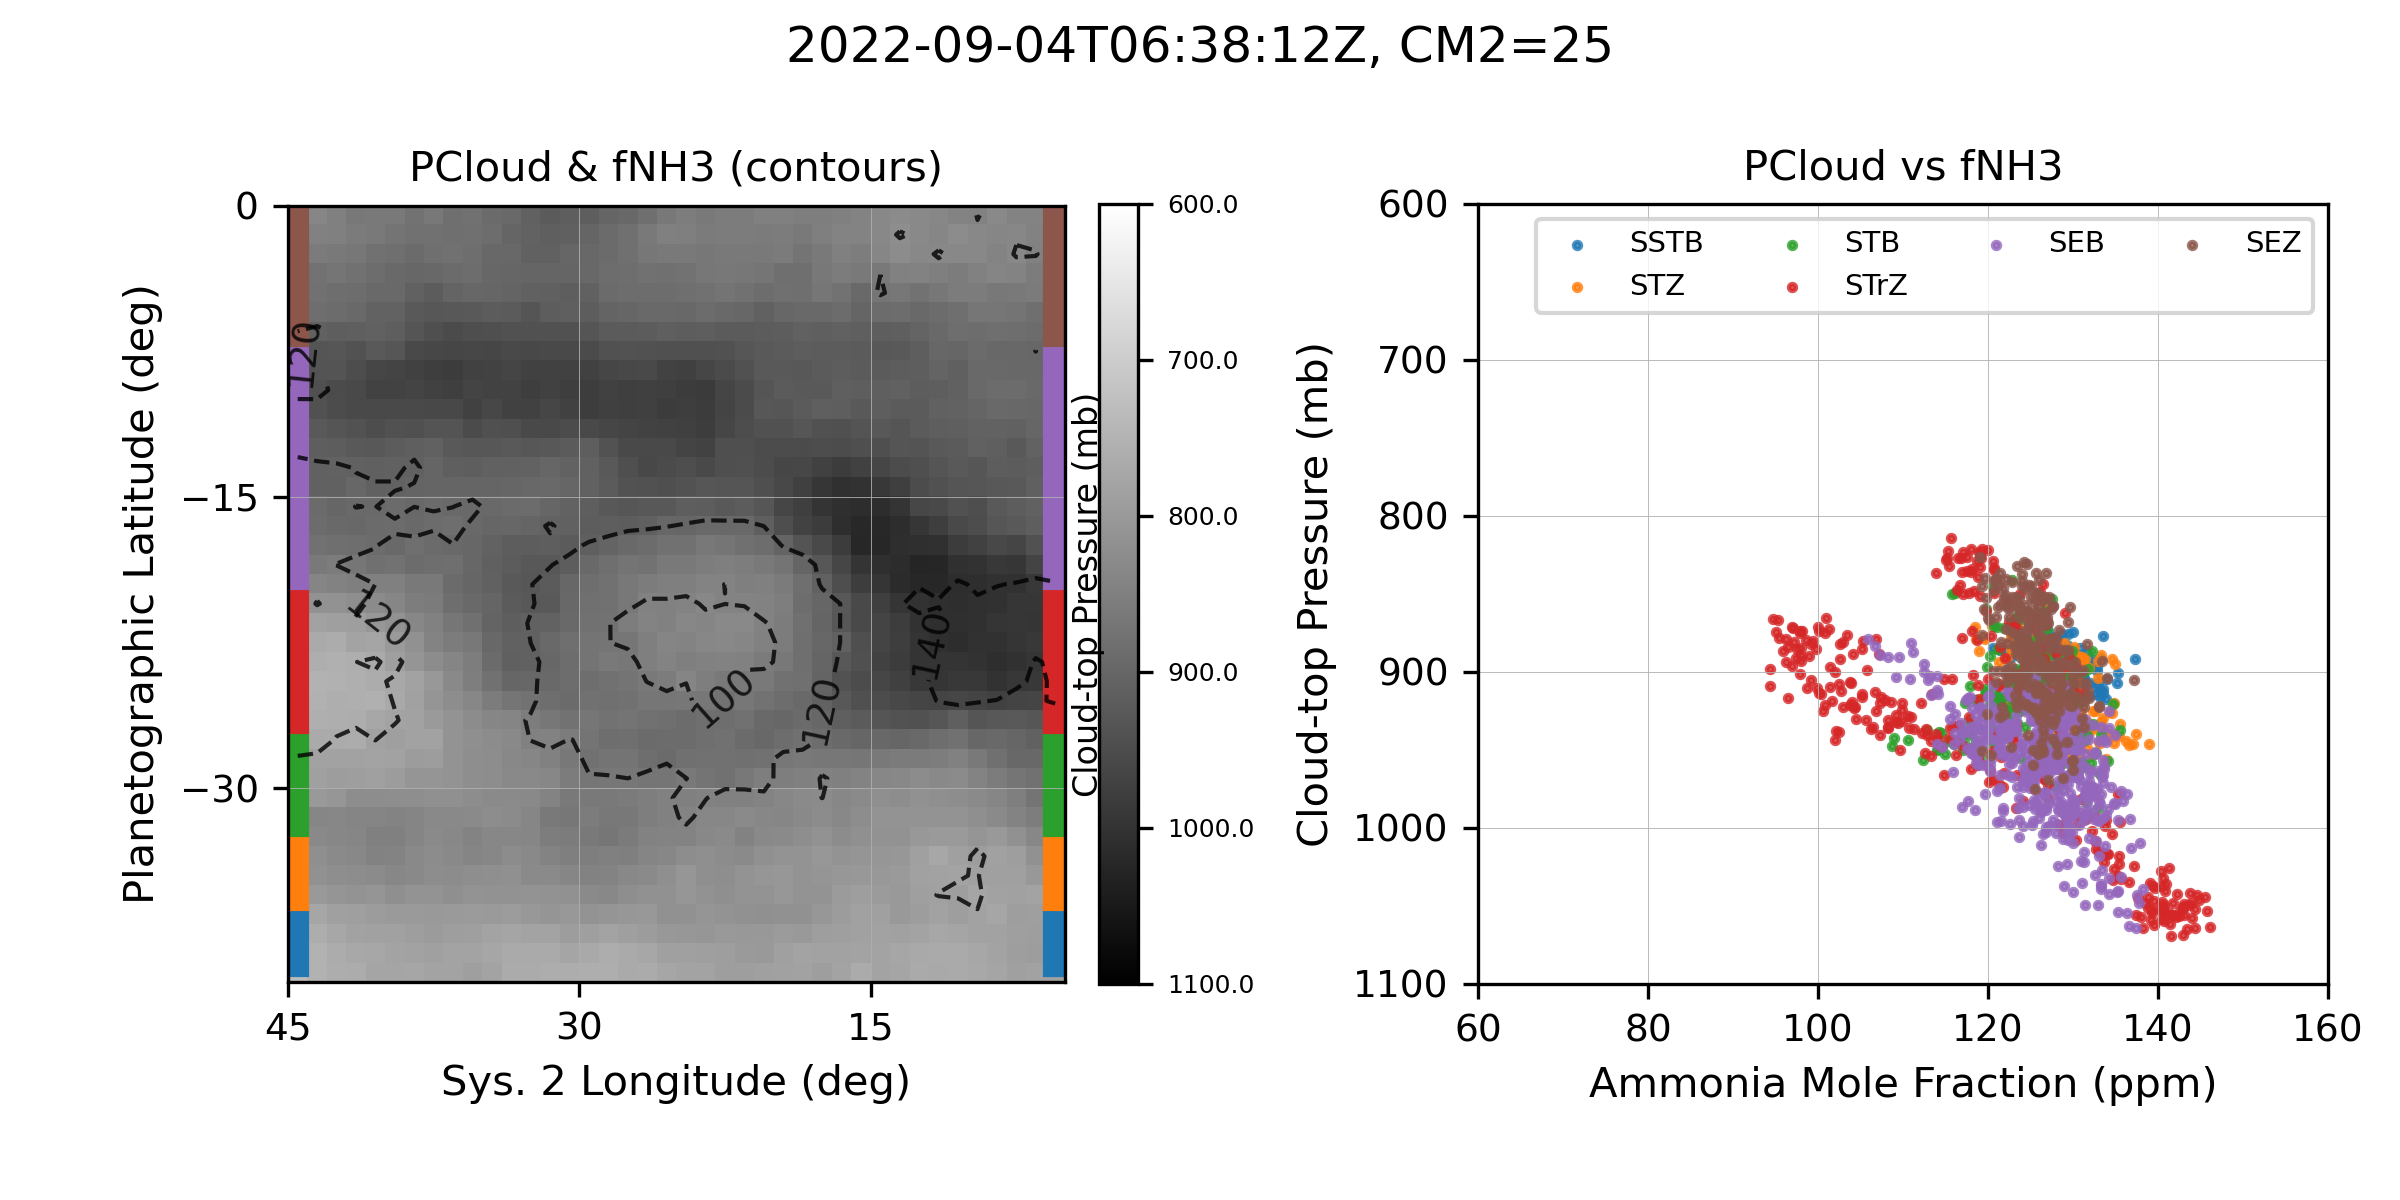 2022-09-04T06:38:12Z, CM2=25
PCloud & fNH3 (contours)
0
−15
−30
45
30
15
Planetographic Latitude (deg)
Sys. 2 Longitude (deg)
120
120
100
120
140
Cloud-top Pressure (mb)
600.0
700.0
800.0
900.0
1000.0
1100.0
PCloud vs fNH3
SSTB
STB
SEB
SEZ
STZ
STrZ
600
700
800
900
1000
1100
60
80
100
120
140
160
Cloud-top Pressure (mb)
Ammonia Mole Fraction (ppm)